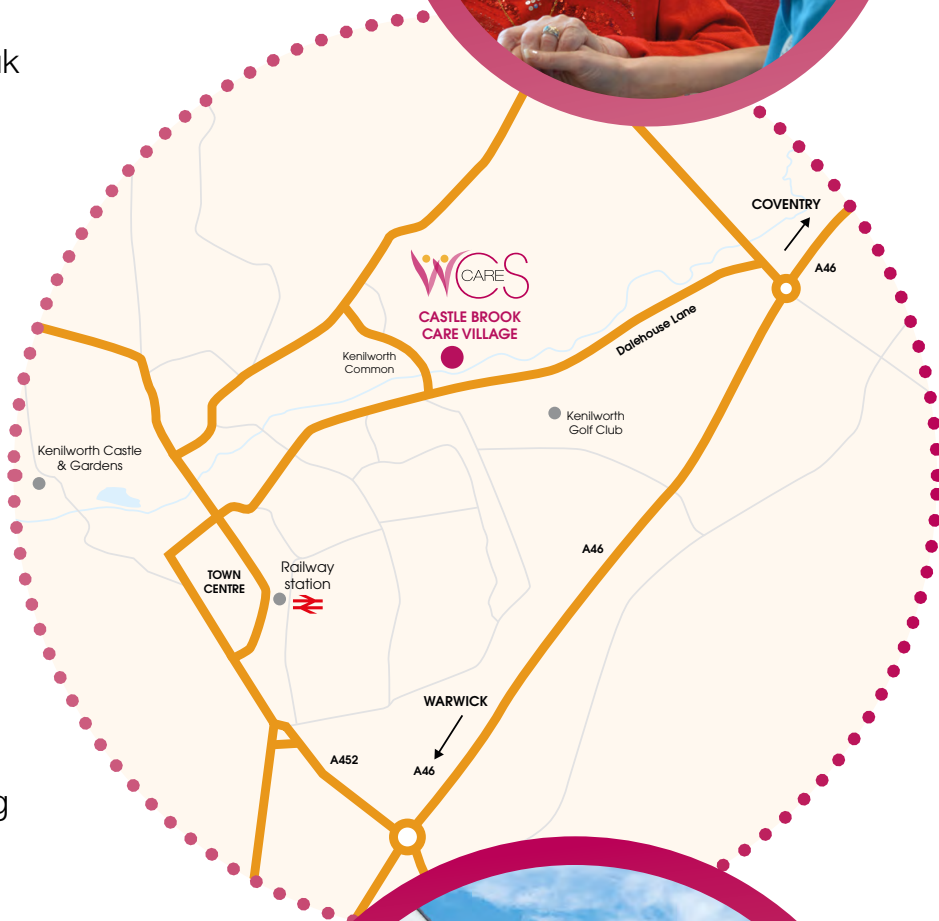 COVENTRY
A46
WCS
CARE
CASTLE BROOK
CARE VILLAGE
Dalehouse Lane
Kenilworth
Common
Kenilworth
Golf Club
Kenilworth Castle
& Gardens
A46
TOWN
CENTRE
Railway
station
WARWICK
A452
A46
g